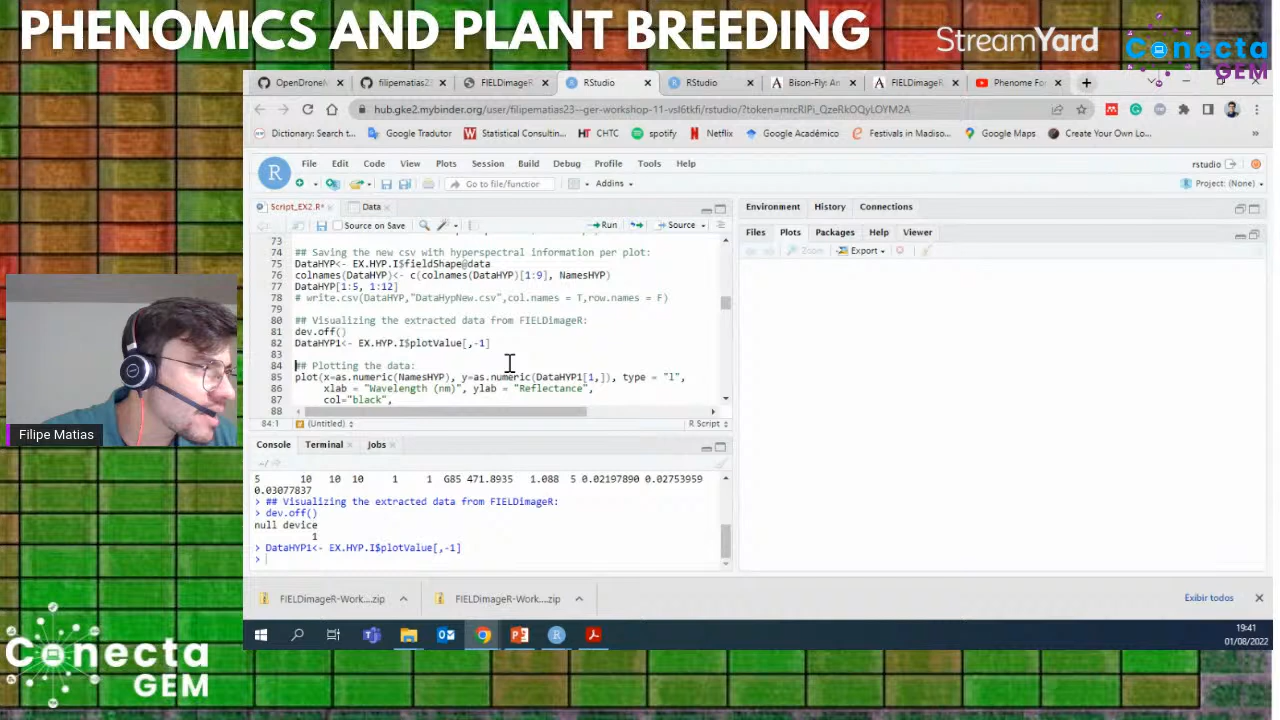 PHENOMICS AND PLANT BREEDING
StreamYard
Conecta
GEM
OpenDroneM
filipematias23
FIELDimageR
RStudio
RStudio
Bison-Fly: An
FIELDimageR
Phenome For
hub.gke2.mybinder.org/user/filipematias23--ger-workshop-11-vsl6tkfi/rstudio/?token=mrcRlPi_QzeRkOQyLOYM2A
Dictionary: Search t...
Google Tradutor
Statistical Consultin...
CHTC
spotify
Netflix
Google Acadêmico
Festivals in Madiso...
Google Maps
Create Your Own Lo...
»
File Edit Code View Plots Session Build Debug Profile Tools Help
rstudio
Go to file/function
Addins
Project: (None)
Script_EX2.R*
Data
Environment History Connections
Source on Save
Run
Source
Files Plots Packages Help Viewer
Zoom
Export
73
74 ## Saving the new csv with hyperspectral information per plot:
75 DataHYP<- EX.HYP.I$fieldShape@data
76 colnames(DataHYP)<- c(colnames(DataHYP)[1:9], NamesHYP)
77 DataHYP[1:5, 1:12]
78 # write.csv(DataHYP,"DataHypNew.csv",col.names = T,row.names = F)
79
80 ## Visualizing the extracted data from FIELDimageR:
81 dev.off()
82 DataHYP1<- EX.HYP.I$plotValue[,-1]
83
84 ## Plotting the data:
85 plot(x=as.numeric(NamesHYP), y=as.numeric(DataHYP1[1,]), type = "l",
86 xlab = "Wavelength (nm)", ylab = "Reflectance",
87 col="black",
88
84:1
(Untitled)
R Script
Console Terminal Jobs
~/
5 10 10 10 1 1 G85 471.8935 1.088 5 0.02197890 0.02753959
0.03077837
> ## Visualizing the extracted data from FIELDimageR:
> dev.off()
null device
1
> DataHYP1<- EX.HYP.I$plotValue[,-1]
>
Filipe Matias
FIELDimageR-Work....zip
FIELDimageR-Work....zip
Exibir todos
19:41
01/08/2022
Conecta
GEM